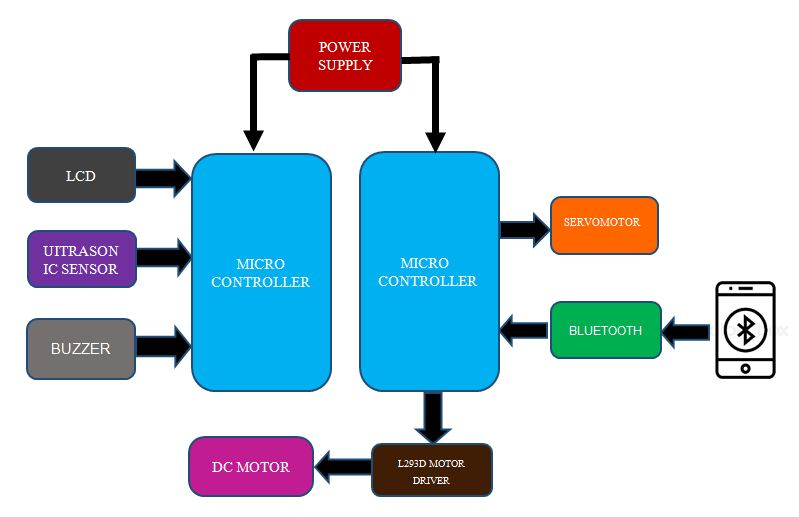 POWER
SUPPLY
LCD
UITRASON
IC SENSOR
BUZZER
MICRO
CONTROLLER
MICRO
CONTROLLER
SERVOMOTOR
BLUETOOTH
DC MOTOR
L293D MOTOR
DRIVER